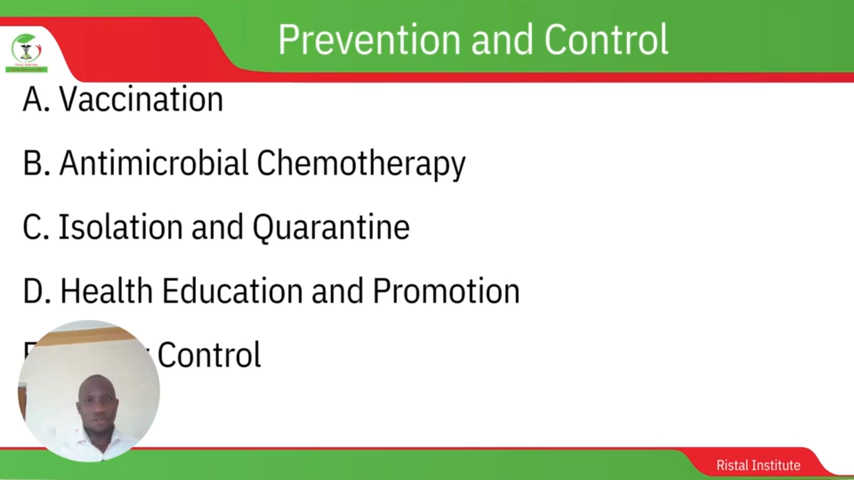 Prevention and Control
A. Vaccination
B. Antimicrobial Chemotherapy
C. Isolation and Quarantine
D. Health Education and Promotion
Control
Ristal Institute